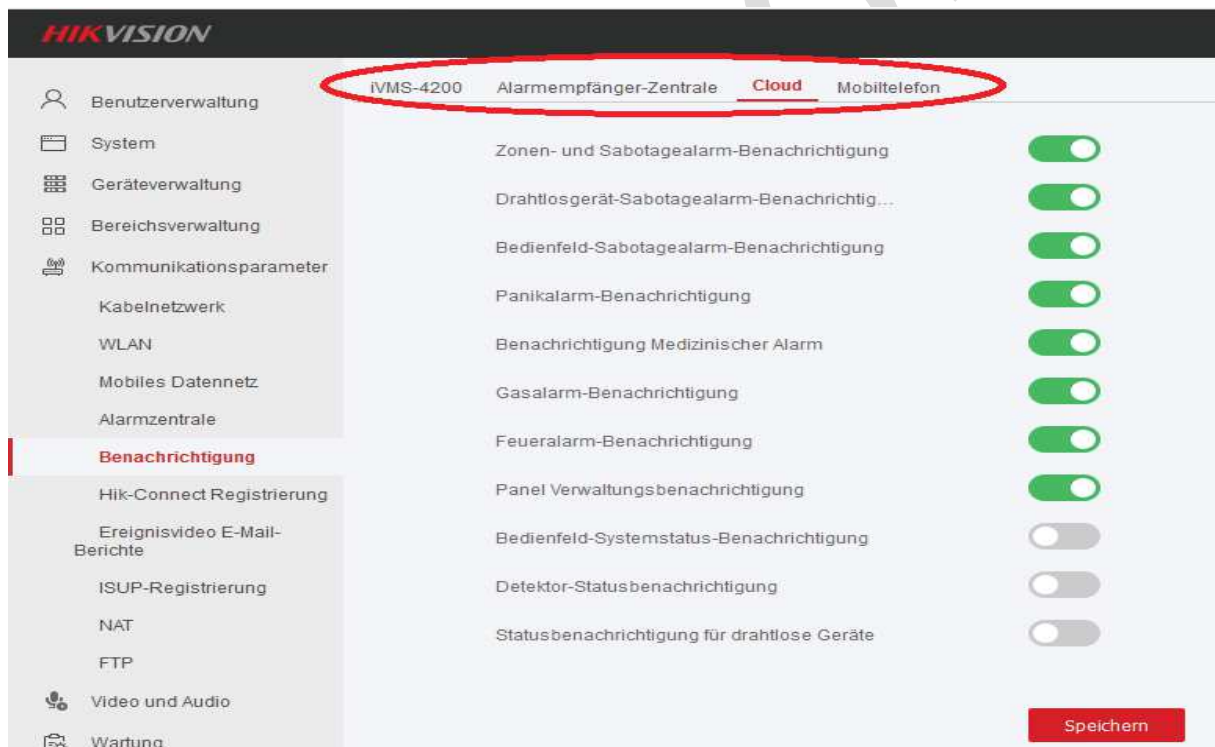 HIKVISION
iVMS-4200 Alarmempfänger-Zentrale Cloud Mobiltelefon
Benutzerverwaltung
System
Geräteverwaltung
Bereichsverwaltung
Kommunikationsparameter
Kabelnetzwerk
WLAN
Mobiles Datennetz
Alarmzentrale
Benachrichtigung
Hik-Connect Registrierung
Ereignisvideo E-Mail-
Berichte
ISUP-Registrierung
NAT
FTP
Video und Audio
Wartung
Zonen- und Sabotagealarm-Benachrichtigung
Drahtlosgerät-Sabotagealarm-Benachrichtig...
Bedienfeld-Sabotagealarm-Benachrichtigung
Panikalarm-Benachrichtigung
Benachrichtigung Medizinischer Alarm
Gasalarm-Benachrichtigung
Feueralarm-Benachrichtigung
Panel Verwaltungsbenachrichtigung
Bedienfeld-Systemstatus-Benachrichtigung
Detektor-Statusbenachrichtigung
Statusbenachrichtigung für drahtlose Geräte
Speichern